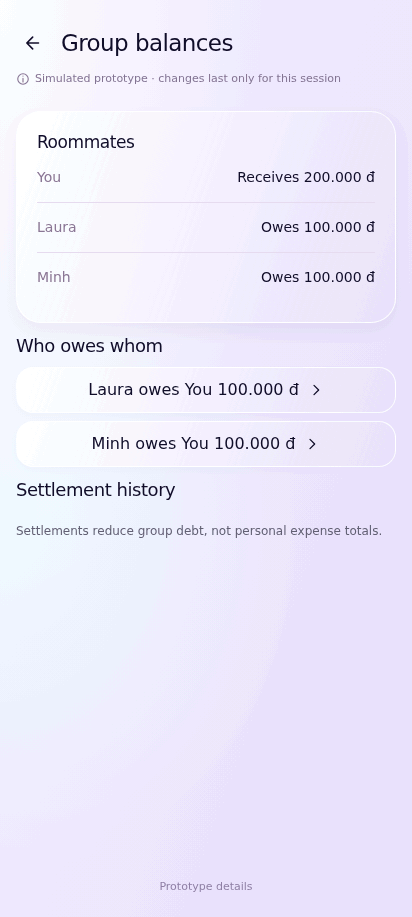 Group balances
Simulated prototype · changes last only for this session
Roommates
You Receives 200.000 đ
Laura Owes 100.000 đ
Minh Owes 100.000 đ
Who owes whom
Laura owes You 100.000 đ
Minh owes You 100.000 đ
Settlement history
Settlements reduce group debt, not personal expense totals.
Prototype details